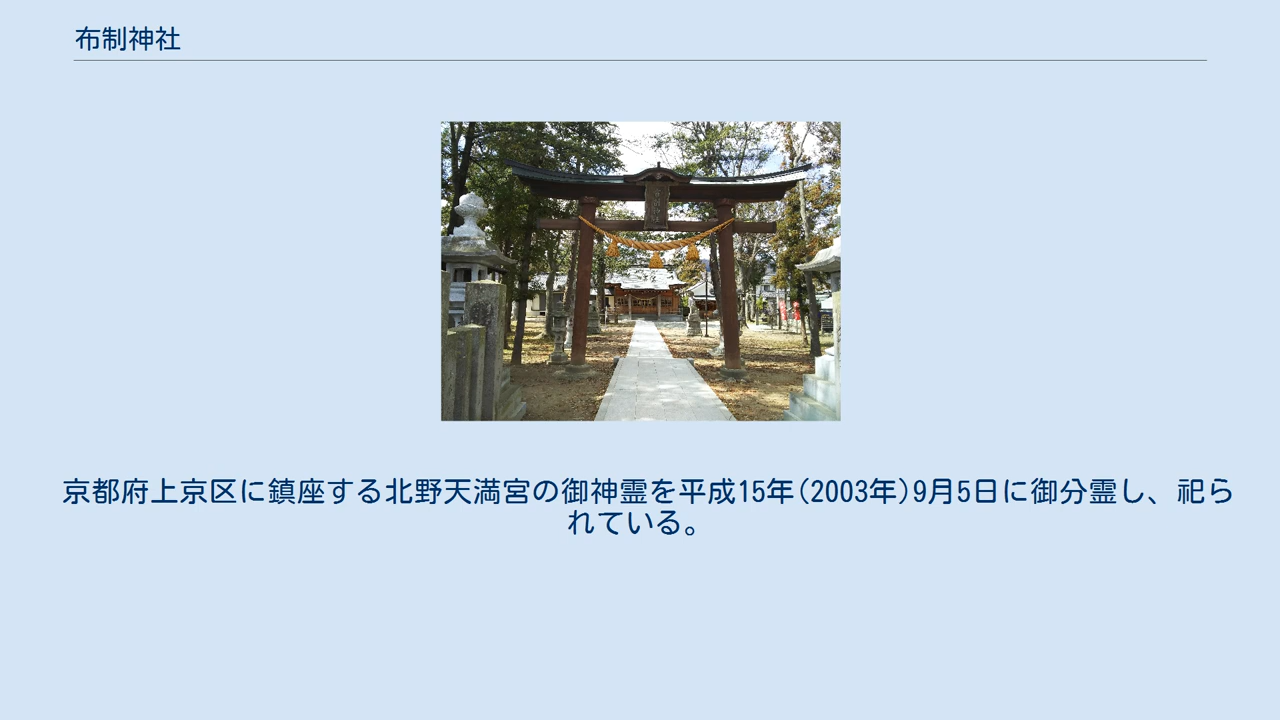 布制神社
京都府上京区に鎮座する北野天満宮の御神霊を平成15年(2003年)9月5日に御分霊し、祀ら
れている。